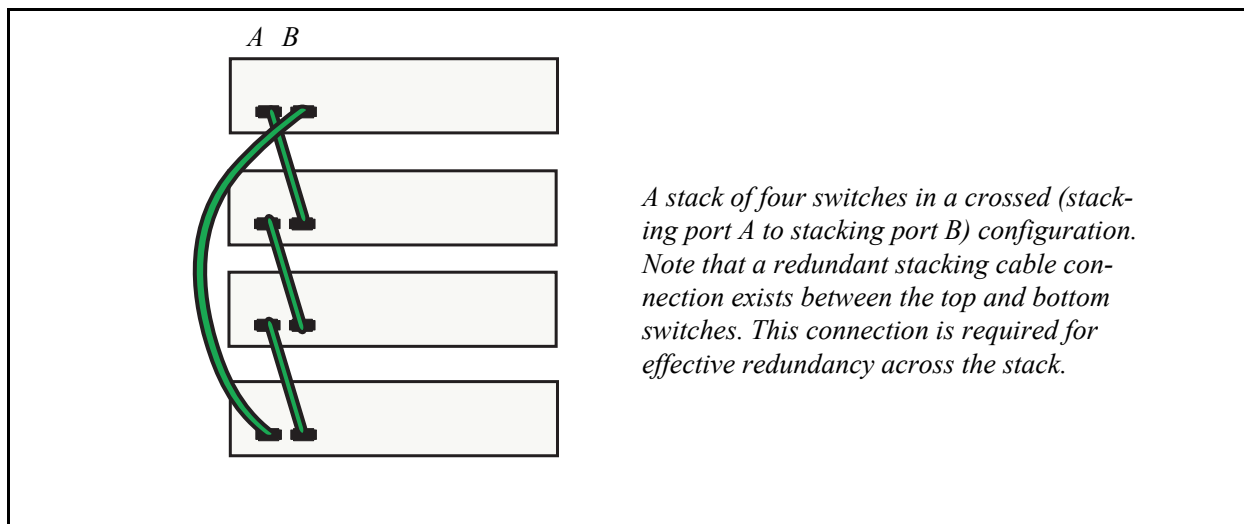 A B
A stack of four switches in a crossed (stack-
ing port A to stacking port B) configuration.
Note that a redundant stacking cable con-
nection exists between the top and bottom
switches. This connection is required for
effective redundancy across the stack.